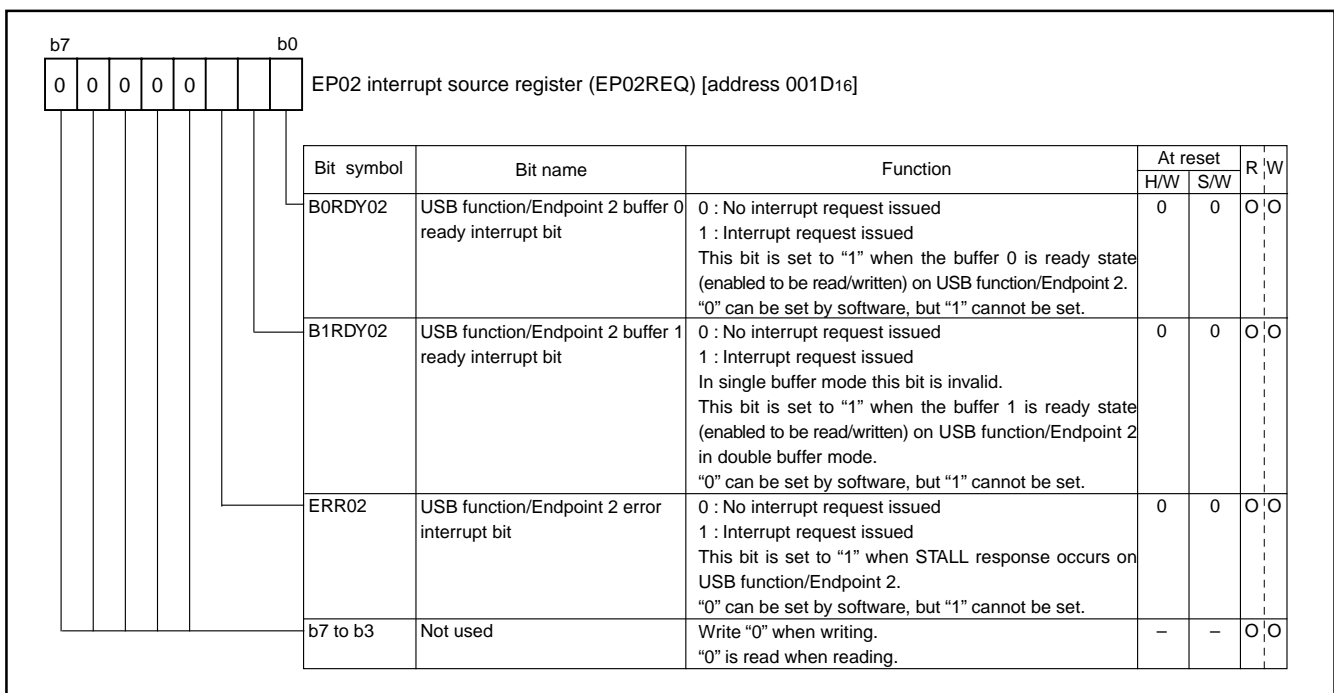 b7 b0
0 0 0 0 0
EP02 interrupt source register (EP02REQ) [address 001D16]
Bit symbol Bit name Function At reset R W
H/W S/W
B0RDY02 USB function/Endpoint 2 buffer 0 0 : No interrupt request issued 0 0 O O
ready interrupt bit 1 : Interrupt request issued
This bit is set to “1” when the buffer 0 is ready state
(enabled to be read/written) on USB function/Endpoint 2.
“0” can be set by software, but “1” cannot be set.
B1RDY02 USB function/Endpoint 2 buffer 1 0 : No interrupt request issued 0 0 O O
ready interrupt bit 1 : Interrupt request issued
In single buffer mode this bit is invalid.
This bit is set to “1” when the buffer 1 is ready state
(enabled to be read/written) on USB function/Endpoint 2
in double buffer mode.
“0” can be set by software, but “1” cannot be set.
ERR02 USB function/Endpoint 2 error 0 : No interrupt request issued 0 0 O O
interrupt bit 1 : Interrupt request issued
This bit is set to “1” when STALL response occurs on
USB function/Endpoint 2.
“0” can be set by software, but “1” cannot be set.
b7 to b3 Not used Write “0” when writing. – – O O
“0” is read when reading.